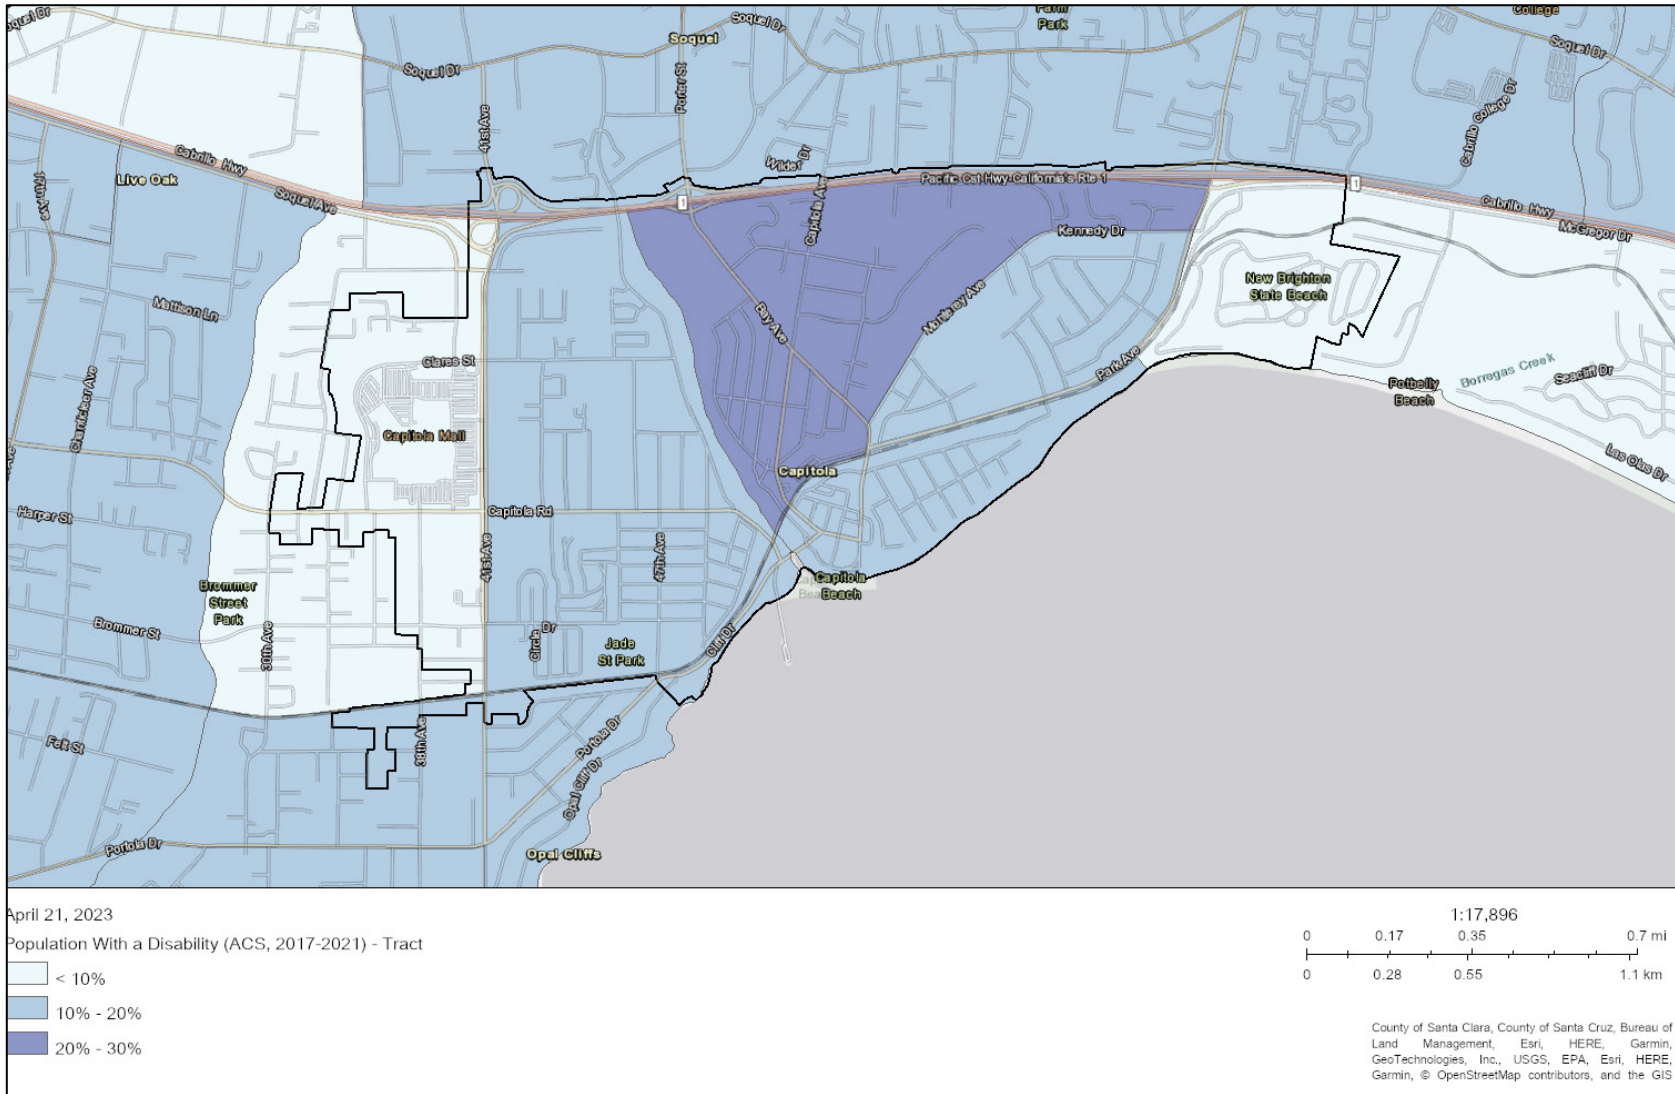 Soquel Dr
Soquel Dr
Farm
Park
College
Soquel
Soquel Dr
Soquel Dr
Porter St
41st Ave
Cabrillo College Dr
Cabrillo Hwy
Live Oak
Soquel Ave
Wilder Dr
Capitola Ave
Pacific Cst Hwy-California's Rte 1
1
1
Cabrillo Hwy
McGregor Dr
Kennedy Dr
New Brighton
State Beach
Mattison Ln
Bay Ave
Monterey Ave
Park Ave
Clares St
Chanticleer Ave
Capitola Mall
Potbelly
Beach
Borregas Creek
Seacliff Dr
Las Olas Dr
Capitola
Harper St
Capitola Rd
41st Ave
47th Ave
Brommer
Street
Park
Capitola
Beach
Brommer St
30th Ave
Circle Dr
Jade
St Park
Cliff Dr
Felt St
38th Ave
Portola Dr
Opal Cliff Dr
Portola Dr
Opal Cliffs
April 21, 2023
Population With a Disability (ACS, 2017-2021) - Tract
< 10%
10% - 20%
20% - 30%
1:17,896
0 0.17 0.35 0.7 mi
0 0.28 0.55 1.1 km
County of Santa Clara, County of Santa Cruz, Bureau of
Land Management, Esri, HERE, Garmin,
GeoTechnologies, Inc., USGS, EPA, Esri, HERE,
Garmin, © OpenStreetMap contributors, and the GIS